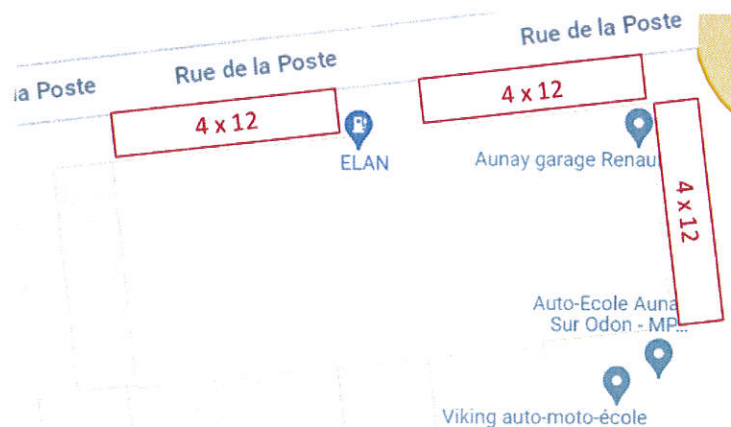 Rue de la Poste
Rue de la Poste
la Poste
4 x 12
4 x 12
ELAN
Aunay garage Renaul
4 x 12
Auto-Ecole Auna
Sur Odon - MP...
Viking auto-moto-école